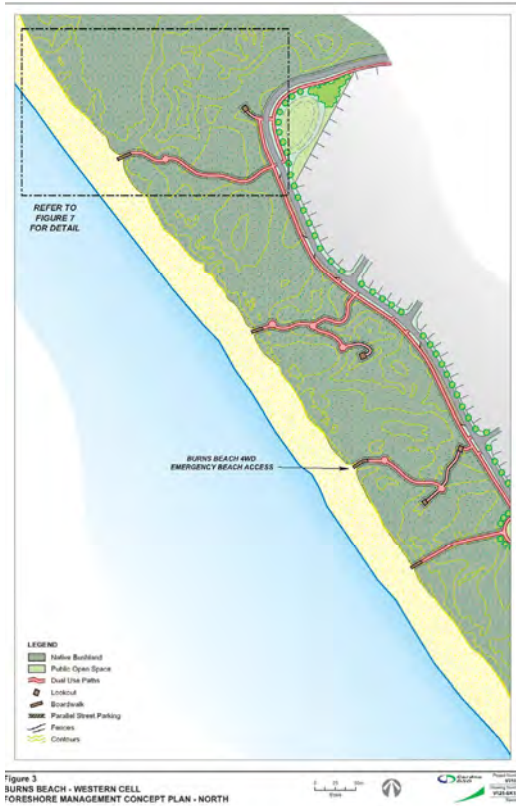 REFER TO
FIGURE 7
FOR DETAIL
BURNS BEACH 4WD
EMERGENCY BEACH ACCESS
LEGEND
Native Bushland
Public Open Space
Dual Use Paths
Lookout
Boardwalk
Parallel Street Parking
Fences
Contours
Figure 3
BURNS BEACH - WESTERN CELL
FORESHORE MANAGEMENT CONCEPT PLAN - NORTH